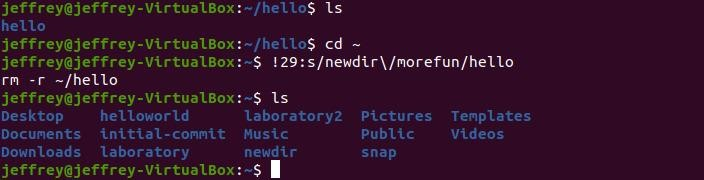 jeffrey@jeffrey-VirtualBox:~/hello$ ls
hello
jeffrey@jeffrey-VirtualBox:~/hello$ cd ~
jeffrey@jeffrey-VirtualBox:~$ !29:s/newdir\/morefun/hello
rm -r ~/hello
jeffrey@jeffrey-VirtualBox:~$ ls
Desktop    helloworld      laboratory2  Pictures  Templates
Documents  initial-commit  Music        Public    Videos
Downloads  laboratory      newdir       snap
jeffrey@jeffrey-VirtualBox:~$